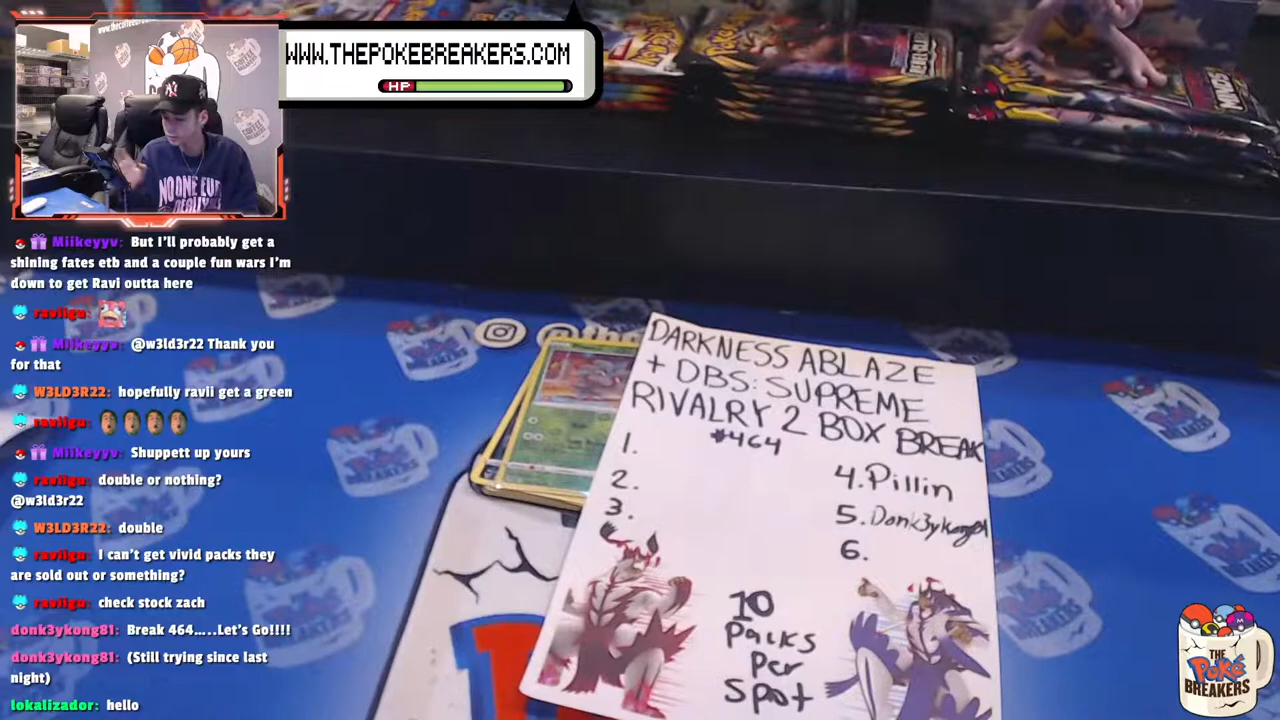 WWW.THEPOKEBREAKERS.COM
HP
NO ONE EVE
REALLY
Miikeyyv: But I'll probably get a
shining fates etb and a couple fun wars I'm
down to get Ravi outta here
raviigu:
Miikeyyv: @w3ld3r22 Thank you
for that
W3LD3R22: hopefully ravii get a green
raviigu:
Miikeyyv: Shuppett up yours
raviigu: double or nothing?
@w3ld3r22
W3LD3R22: double
raviigu: I can't get vivid packs they
are sold out or something?
raviigu: check stock zach
donk3ykong81: Break 464....Let's Go!!!!
donk3ykong81: (Still trying since last
night)
lokalizador: hello
DARKNESS ABLAZE
+ DBS: SUPREME
RIVALRY 2 BOX BREAK
#464
1.
2.
3.
4. Pillin
5. Donk3ykong81
6.
10
Packs
Per
Spot
THE
Poké
BREAKERS